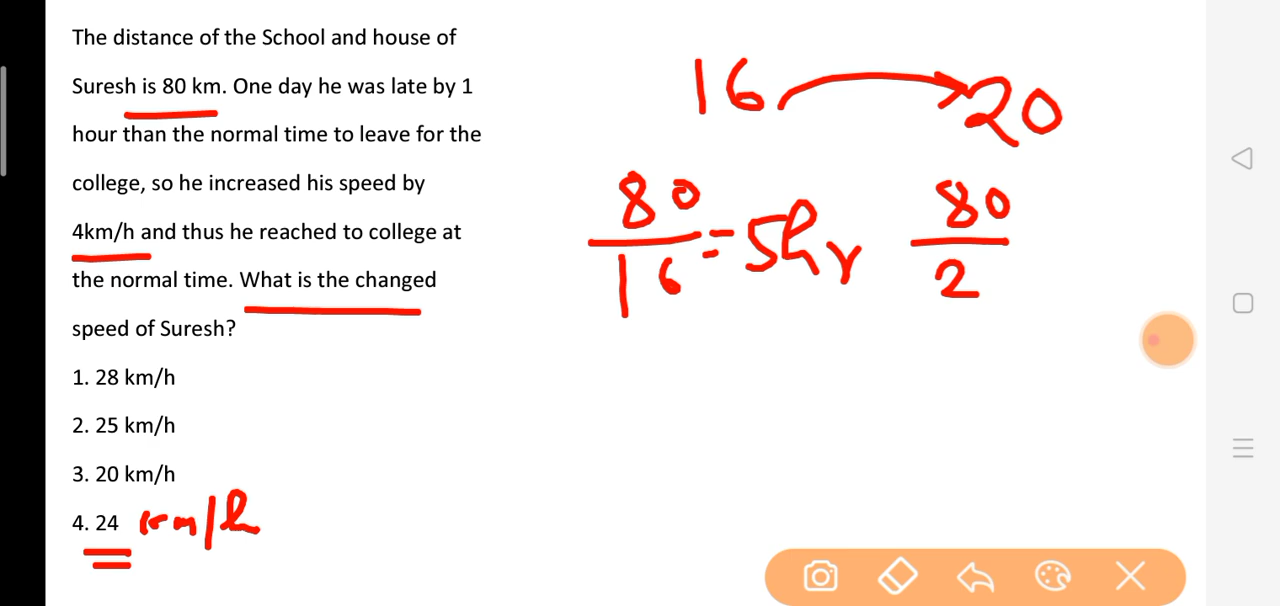 The distance of the School and house of
Suresh is 80 km. One day he was late by 1
hour than the normal time to leave for the
college, so he increased his speed by
4km/h and thus he reached to college at
the normal time. What is the changed
speed of Suresh?
1. 28 km/h
2. 25 km/h
3. 20 km/h
4. 24 km/h
16 → 20
80/16 = 5hr 80/2